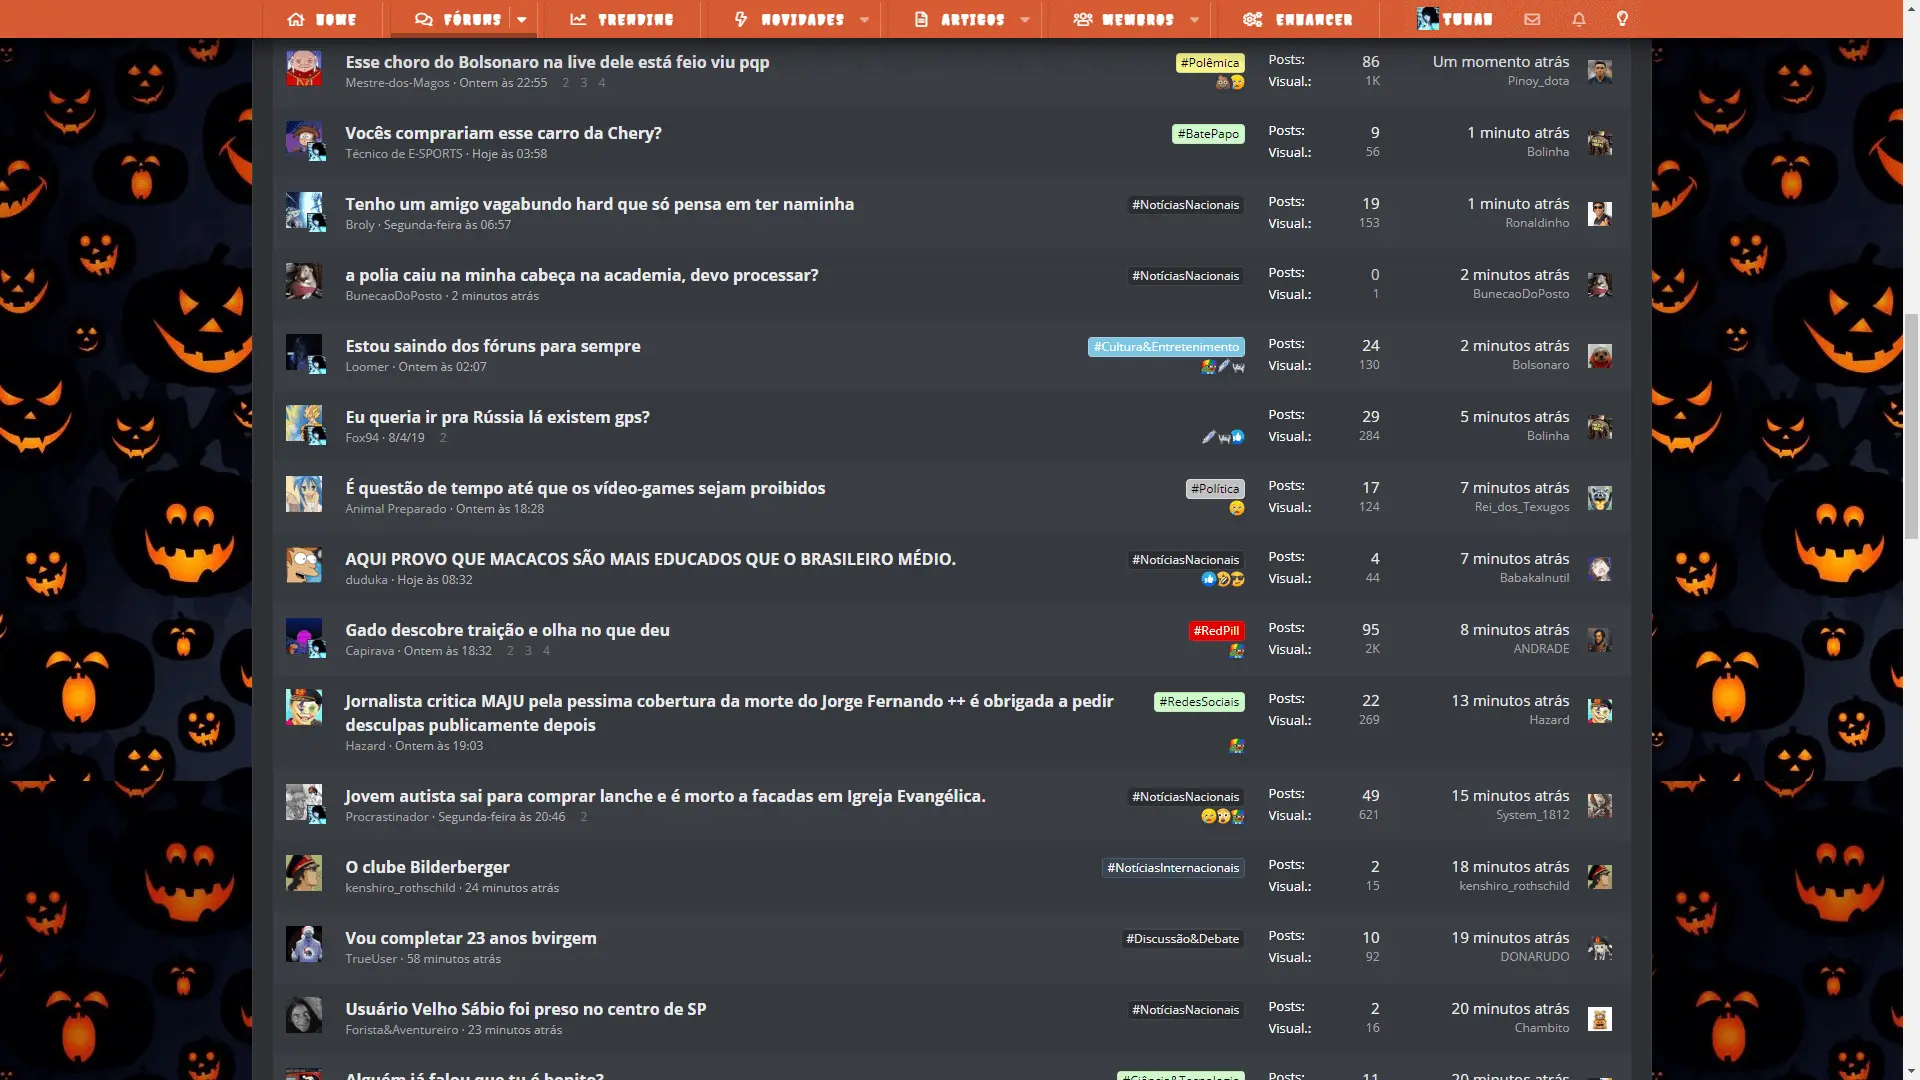 HOME FÓRUNS TRENDING NOVIDADES ARTIGOS MEMBROS ENHANCER TUNAH
Esse choro do Bolsonaro na live dele está feio viu pqp #Polêmica Posts: 86 Um momento atrás
Mestre-dos-Magos · Ontem às 22:55 2 3 4 Visual.: 1K Pinoy_dota
Vocês comprariam esse carro da Chery? #BatePapo Posts: 9 1 minuto atrás
Técnico de E-SPORTS · Hoje às 03:58 Visual.: 56 Bolinha
Tenho um amigo vagabundo hard que só pensa em ter naminha #NotíciasNacionais Posts: 19 1 minuto atrás
Broly · Segunda-feira às 06:57 Visual.: 153 Ronaldinho
a polia caiu na minha cabeça na academia, devo processar? #NotíciasNacionais Posts: 0 2 minutos atrás
BunecaoDoPosto · 2 minutos atrás Visual.: 1 BunecaoDoPosto
Estou saindo dos fóruns para sempre #Cultura&Entretenimento Posts: 24 2 minutos atrás
Loomer · Ontem às 02:07 Visual.: 130 Bolsonaro
Eu queria ir pra Rússia lá existem gps? Posts: 29 5 minutos atrás
Fox94 · 8/4/19 2 Visual.: 284 Bolinha
É questão de tempo até que os vídeo-games sejam proibidos #Política Posts: 17 7 minutos atrás
Animal Preparado · Ontem às 18:28 Visual.: 124 Rei_dos_Texugos
AQUI PROVO QUE MACACOS SÃO MAIS EDUCADOS QUE O BRASILEIRO MÉDIO. #NotíciasNacionais Posts: 4 7 minutos atrás
duduka · Hoje às 08:32 Visual.: 44 BabakaInutil
Gado descobre traição e olha no que deu #RedPill Posts: 95 8 minutos atrás
Capirava · Ontem às 18:32 2 3 4 Visual.: 2K ANDRADE
Jornalista critica MAJU pela pessima cobertura da morte do Jorge Fernando ++ é obrigada a pedir #RedesSociais Posts: 22 13 minutos atrás
desculpas publicamente depois Visual.: 269 Hazard
Hazard · Ontem às 19:03
Jovem autista sai para comprar lanche e é morto a facadas em Igreja Evangélica. #NotíciasNacionais Posts: 49 15 minutos atrás
Procrastinador · Segunda-feira às 20:46 2 Visual.: 621 System_1812
O clube Bilderberger #NotíciasInternacionais Posts: 2 18 minutos atrás
kenshiro_rothschild · 24 minutos atrás Visual.: 15 kenshiro_rothschild
Vou completar 23 anos bvirgem #Discussão&Debate Posts: 10 19 minutos atrás
TrueUser · 58 minutos atrás Visual.: 92 DONARUDO
Usuário Velho Sábio foi preso no centro de SP #NotíciasNacionais Posts: 2 20 minutos atrás
Forista&Aventureiro · 23 minutos atrás Visual.: 16 Chambito
Alguém já falou que tu é bonito? #Ciência&Tecnologia Posts: 11 20 minutos atrás